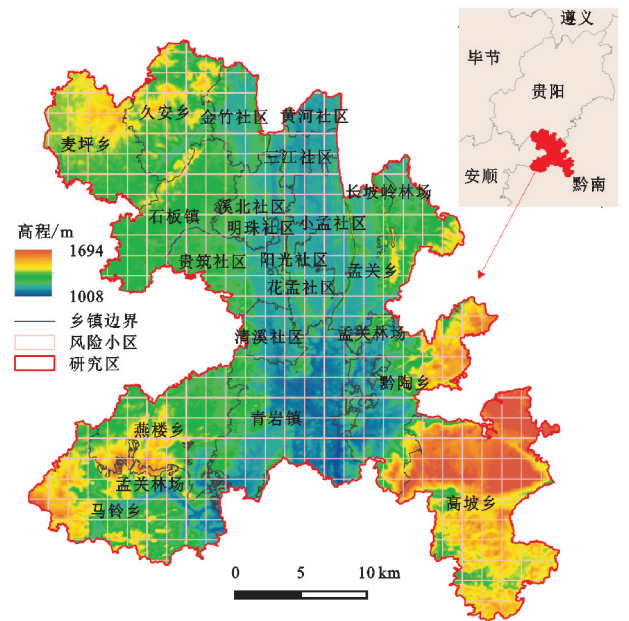 遵义
毕节
贵阳
安顺
黔南
久安乡
金竹社区
黄河社区
麦坪乡
三江社区
长坡岭林场
石板镇
溪北社区
明珠社区
小孟社区
贵筑社区
阳光社区
孟关乡
花孟社区
高程/m
1694
1008
乡镇边界
风险小区
研究区
清溪社区
孟关林场
黔陶乡
燕楼乡
青岩镇
孟关林场
马铃乡
高坡乡
0 5 10 km